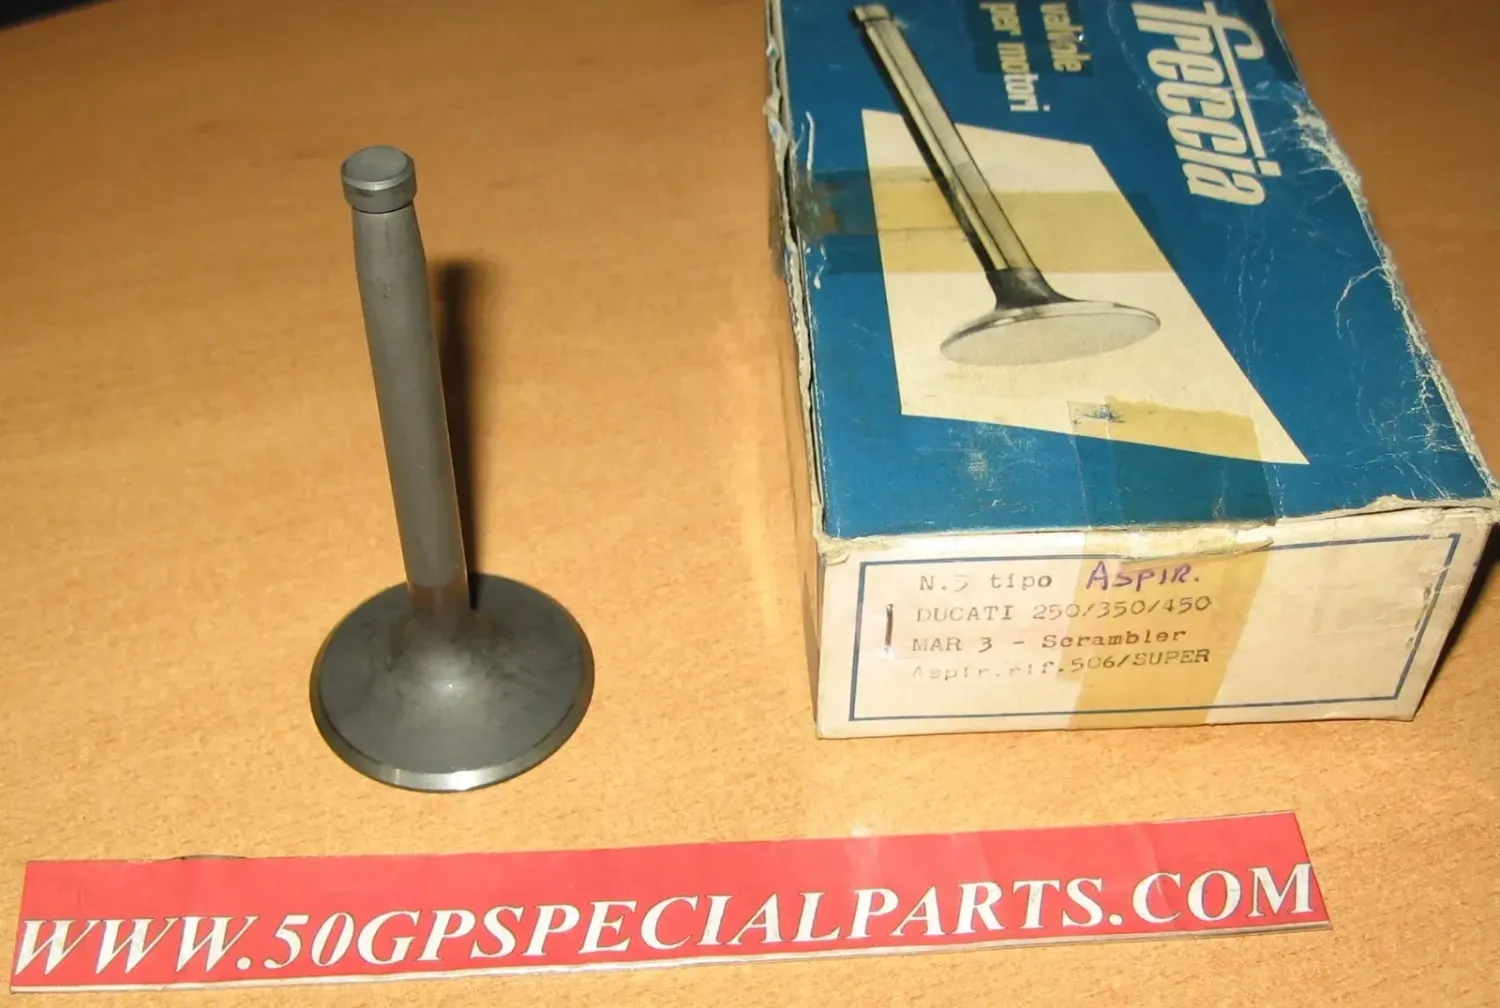 freccia
valvole
per motori
N.5 tipo ASPIR.
DUCATI 250/350/450
MAR 3 - Scrambler
Aspir.rif.506/SUPER
WWW.50GPSPECIALPARTS.COM